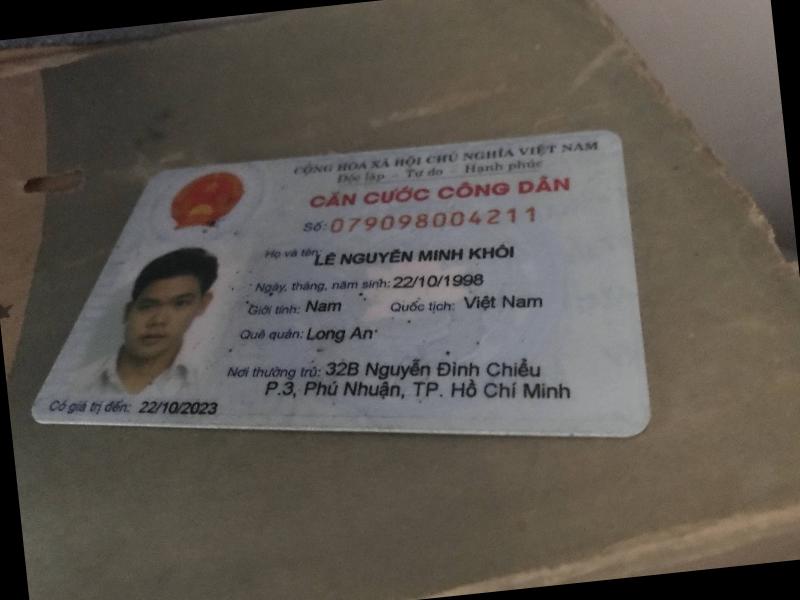 CỘNG HÒA XÃ HỘI CHỦ NGHĨA VIỆT NAM
Độc lập - Tự do - Hạnh phúc
CĂN CƯỚC CÔNG DÂN
Số: 079098004211
Họ và tên: LÊ NGUYỄN MINH KHÔI
Ngày, tháng, năm sinh: 22/10/1998
Giới tính: Nam Quốc tịch: Việt Nam
Quê quán: Long An
Nơi thường trú: 32B Nguyễn Đình Chiểu
P.3, Phú Nhuận, TP. Hồ Chí Minh
Có giá trị đến: 22/10/2023